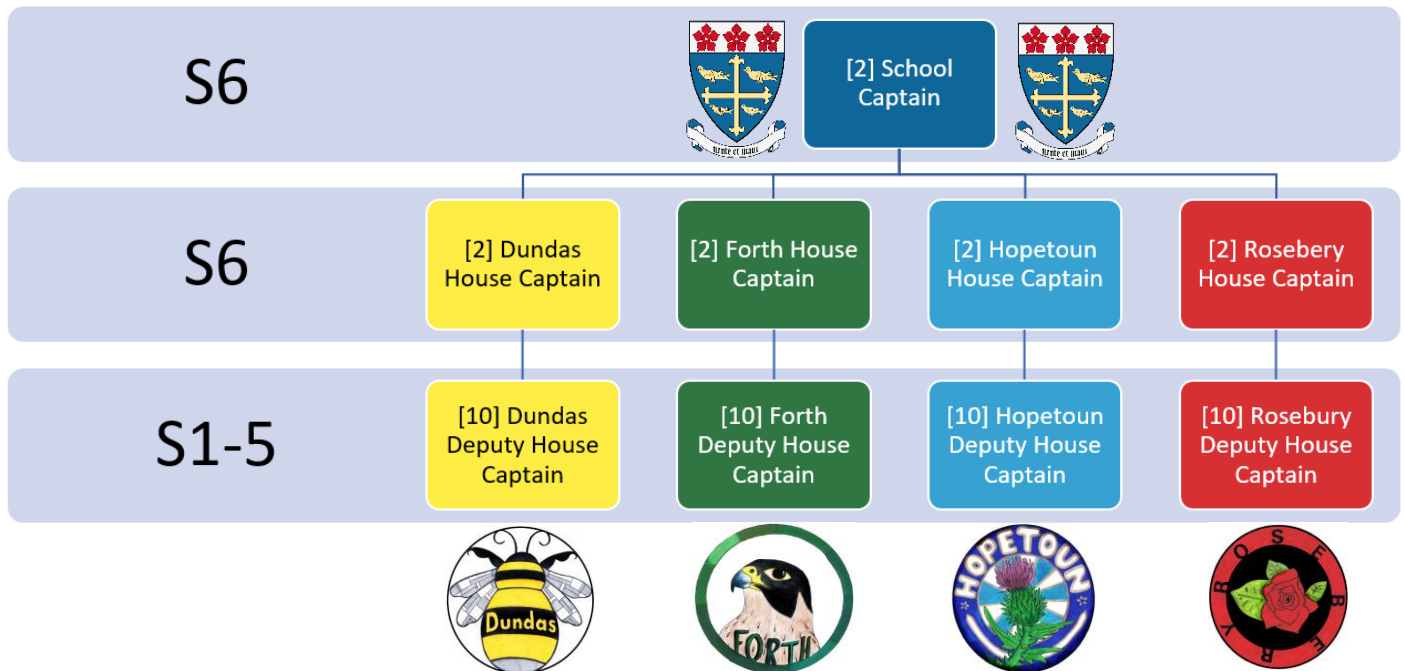 S6
[2] School
Captain
S6
[2] Dundas
House Captain
[2] Forth House
Captain
[2] Hopetoun
House Captain
[2] Rosebery
House Captain
S1-5
[10] Dundas
Deputy House
Captain
[10] Forth
Deputy House
Captain
[10] Hopetoun
Deputy House
Captain
[10] Rosebury
Deputy House
Captain
Dundas
FORTH
HOPETOUN
ROSEBERY